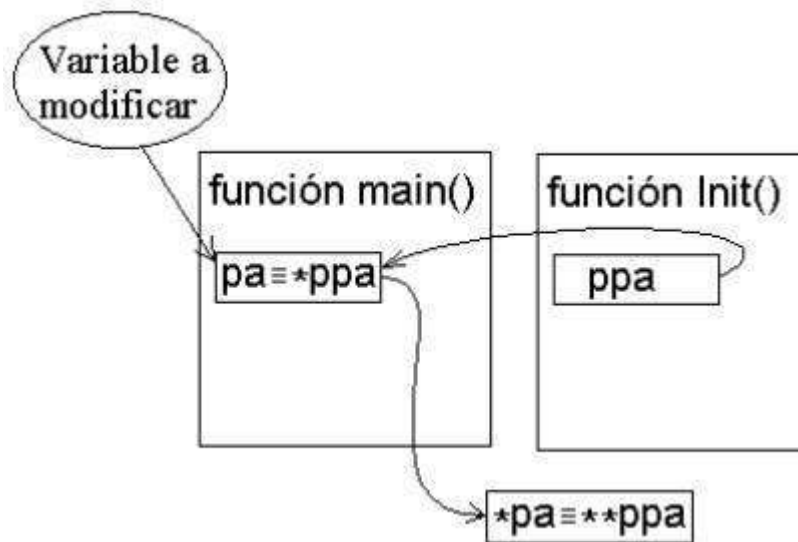 Variable a
modificar
función main()
función Init()
pa≡*ppa
ppa
*pa≡**ppa